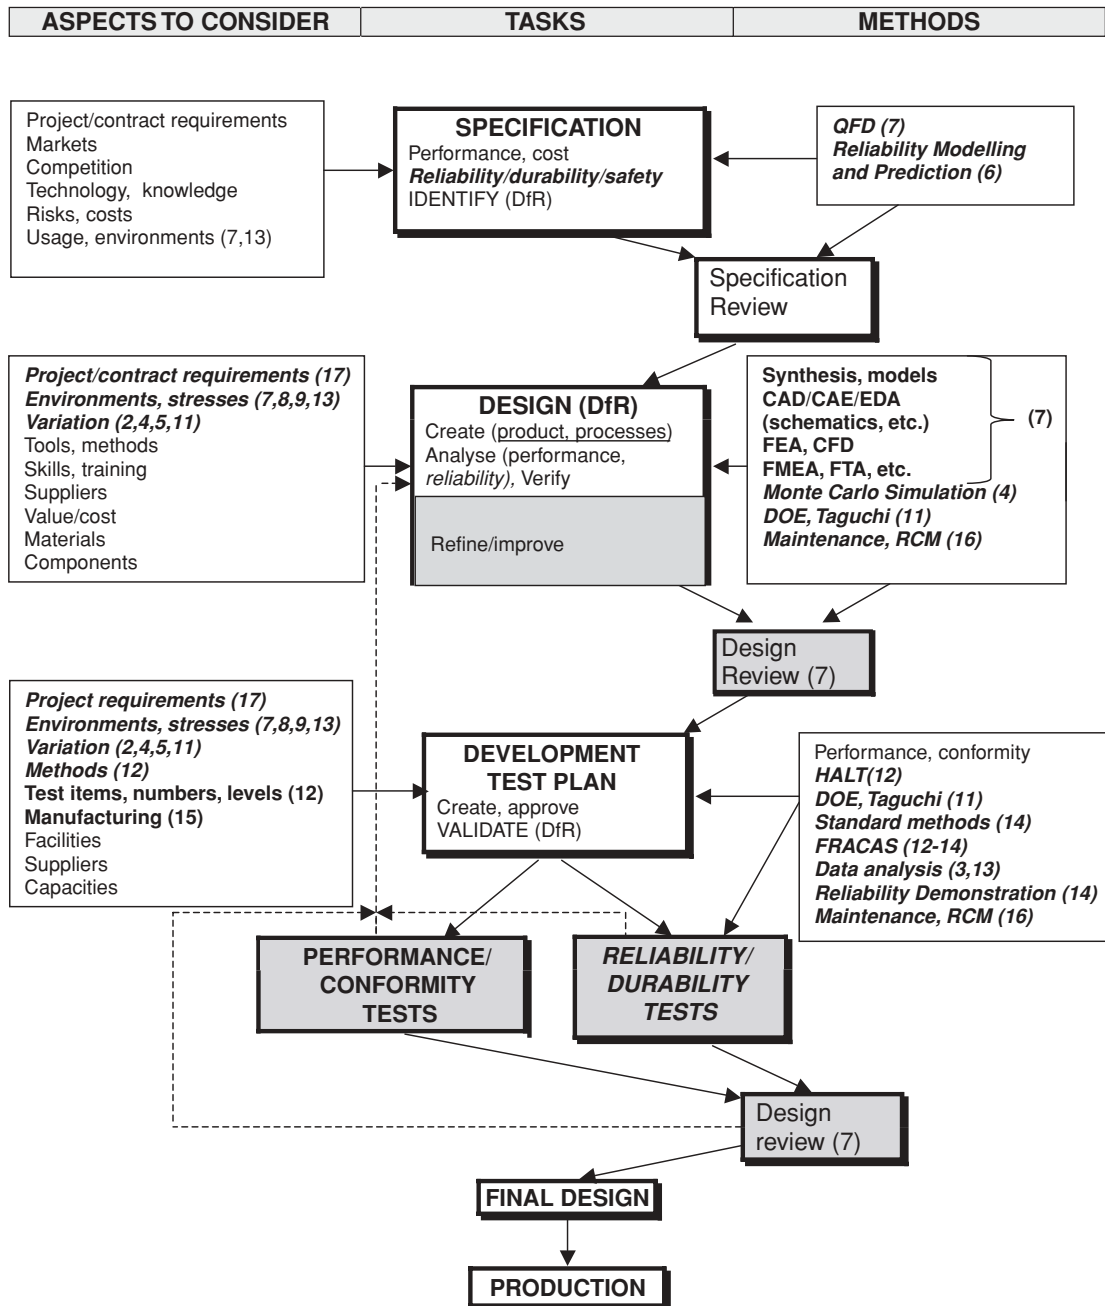 ASPECTS TO CONSIDER
TASKS
METHODS
Project/contract requirements
Markets
Competition
Technology, knowledge
Risks, costs
Usage, environments (7,13)
SPECIFICATION
Performance, cost
Reliability/durability/safety
IDENTIFY (DfR)
QFD (7)
Reliability Modelling
and Prediction (6)
Specification
Review
Project/contract requirements (17)
Environments, stresses (7,8,9,13)
Variation (2,4,5,11)
Tools, methods
Skills, training
Suppliers
Value/cost
Materials
Components
DESIGN (DfR)
Create (product, processes)
Analyse (performance,
reliability), Verify
Refine/improve
Synthesis, models
CAD/CAE/EDA
(schematics, etc.)
FEA, CFD
FMEA, FTA, etc.
(7)
Monte Carlo Simulation (4)
DOE, Taguchi (11)
Maintenance, RCM (16)
Design
Review (7)
Project requirements (17)
Environments, stresses (7,8,9,13)
Variation (2,4,5,11)
Methods (12)
Test items, numbers, levels (12)
Manufacturing (15)
Facilities
Suppliers
Capacities
DEVELOPMENT
TEST PLAN
Create, approve
VALIDATE (DfR)
Performance, conformity
HALT(12)
DOE, Taguchi (11)
Standard methods (14)
FRACAS (12-14)
Data analysis (3,13)
Reliability Demonstration (14)
Maintenance, RCM (16)
PERFORMANCE/
CONFORMITY
TESTS
RELIABILITY/
DURABILITY
TESTS
Design
review (7)
FINAL DESIGN
PRODUCTION